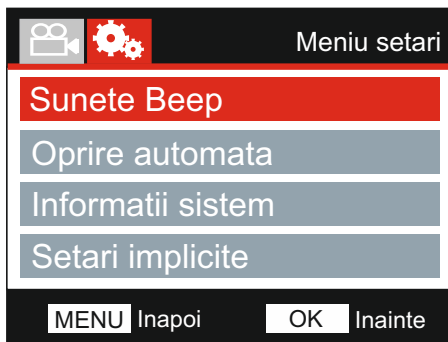 Meniu setari
Sunete Beep
Oprire automata
Informatii sistem
Setari implicite
MENU Inapoi OK Inainte